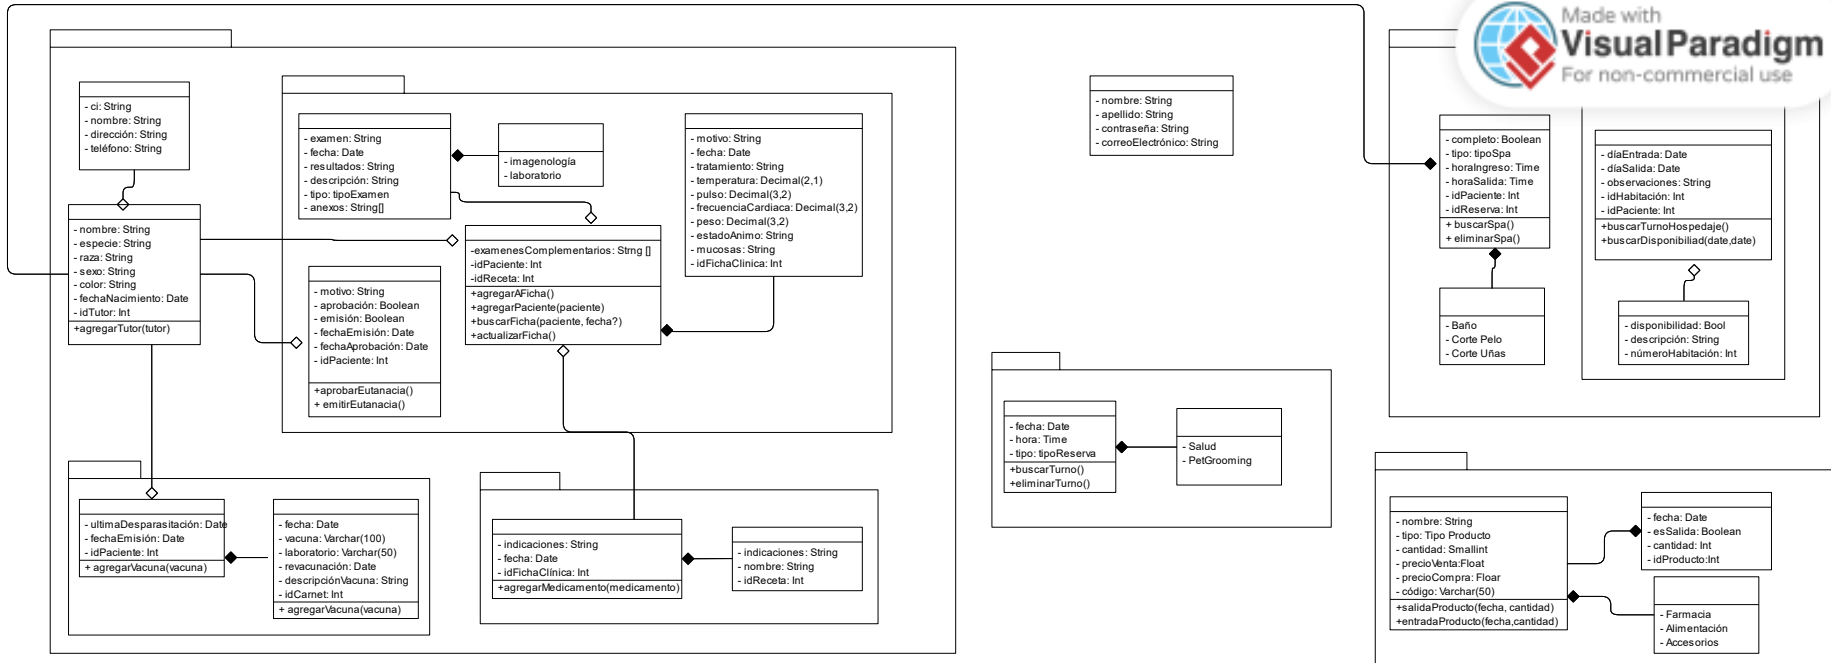 Made with
Visual Paradigm
For non-commercial use
- ci: String
- nombre: String
- dirección: String
- teléfono: String
- nombre: String
- especie: String
- raza: String
- sexo: String
- color: String
- fechaNacimiento: Date
- idTutor: Int
+agregarTutor(tutor)
- examen: String
- fecha: Date
- resultados: String
- descripción: String
- tipo: tipoExamen
- anexos: String[]
- imagenología
- laboratorio
- motivo: String
- fecha: Date
- tratamiento: String
- temperatura: Decimal(2,1)
- pulso: Decimal(3,2)
- frecuenciaCardiaca: Decimal(3,2)
- peso: Decimal(3,2)
- estadoAnimo: String
- mucosas: String
- idFichaClinica: Int
-examenesComplementarios: Strng []
-idPaciente: Int
-idReceta: Int
+agregarAFicha()
+agregarPaciente(paciente)
+buscarFicha(paciente, fecha?)
+actualizarFicha()
- motivo: String
- aprobación: Boolean
- emisión: Boolean
- fechaEmisión: Date
- fechaAprobación: Date
- idPaciente: Int
+aprobarEutanacia()
+ emitirEutanacia()
- ultimaDesparasitación: Date
- fechaEmisión: Date
- idPaciente: Int
+ agregarVacuna(vacuna)
- fecha: Date
- vacuna: Varchar(100)
- laboratorio: Varchar(50)
- revacunación: Date
- descripciónVacuna: String
- idCarnet: Int
+ agregarVacuna(vacuna)
- indicaciones: String
- fecha: Date
- idFichaClínica: Int
+agregarMedicamento(medicamento)
- indicaciones: String
- nombre: String
- idReceta: Int
- nombre: String
- apellido: String
- contraseña: String
- correoElectrónico: String
- fecha: Date
- hora: Time
- tipo: tipoReserva
+buscarTurno()
+eliminarTurno()
- Salud
- PetGrooming
- completo: Boolean
- tipo: tipoSpa
- horaIngreso: Time
- horaSalida: Time
- idPaciente: Int
- idReserva: Int
+ buscarSpa()
+ eliminarSpa()
- Baño
- Corte Pelo
- Corte Uñas
- díaEntrada: Date
- díaSalida: Date
- observaciones: String
- idHabitación: Int
- idPaciente: Int
+buscarTurnoHospedaje()
+buscarDisponibiliad(date,date)
- disponibilidad: Bool
- descripción: String
- númeroHabitación: Int
- nombre: String
- tipo: Tipo Producto
- cantidad: Smallint
- precioVenta:Float
- precioCompra: Floar
- código: Varchar(50)
+salidaProducto(fecha, cantidad)
+entradaProducto(fecha,cantidad)
- fecha: Date
- esSalida: Boolean
- cantidad: Int
- idProducto:Int
- Farmacia
- Alimentación
- Accesorios